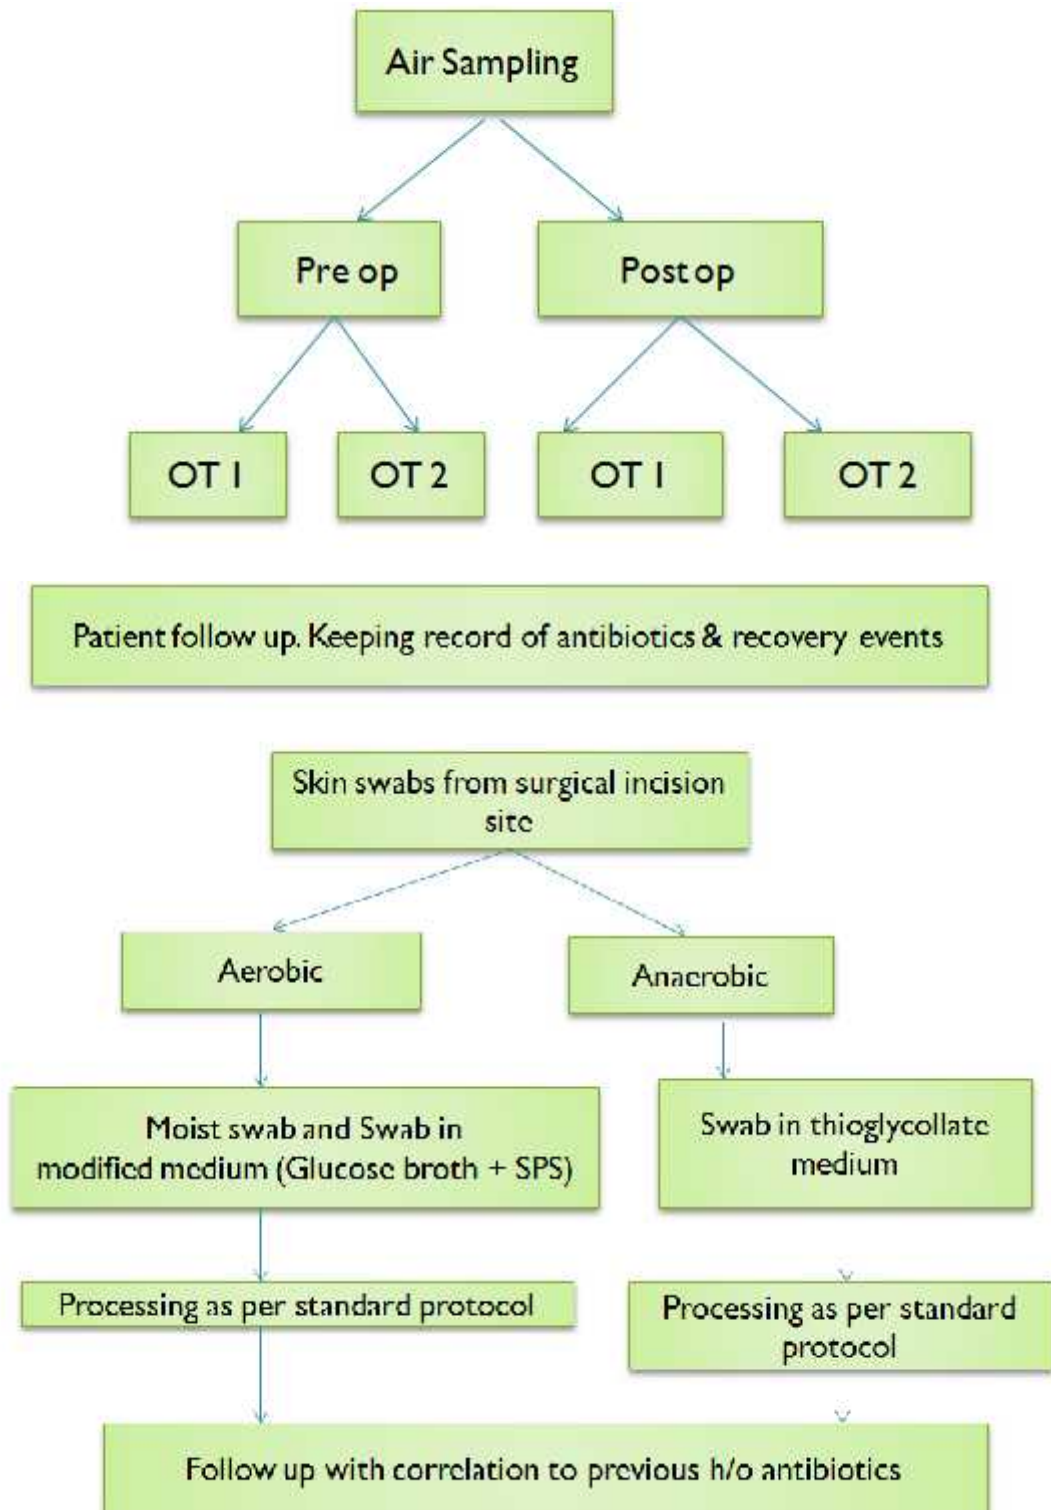 Air Sampling
Pre op
Post op
OT 1
OT 2
OT 1
OT 2
Patient follow up. Keeping record of antibiotics & recovery events
Skin swabs from surgical incision
site
Aerobic
Anaerobic
Moist swab and Swab in
modified medium (Glucose broth + SPS)
Swab in thioglycollate
medium
Processing as per standard protocol
Processing as per standard
protocol
Follow up with correlation to previous h/o antibiotics